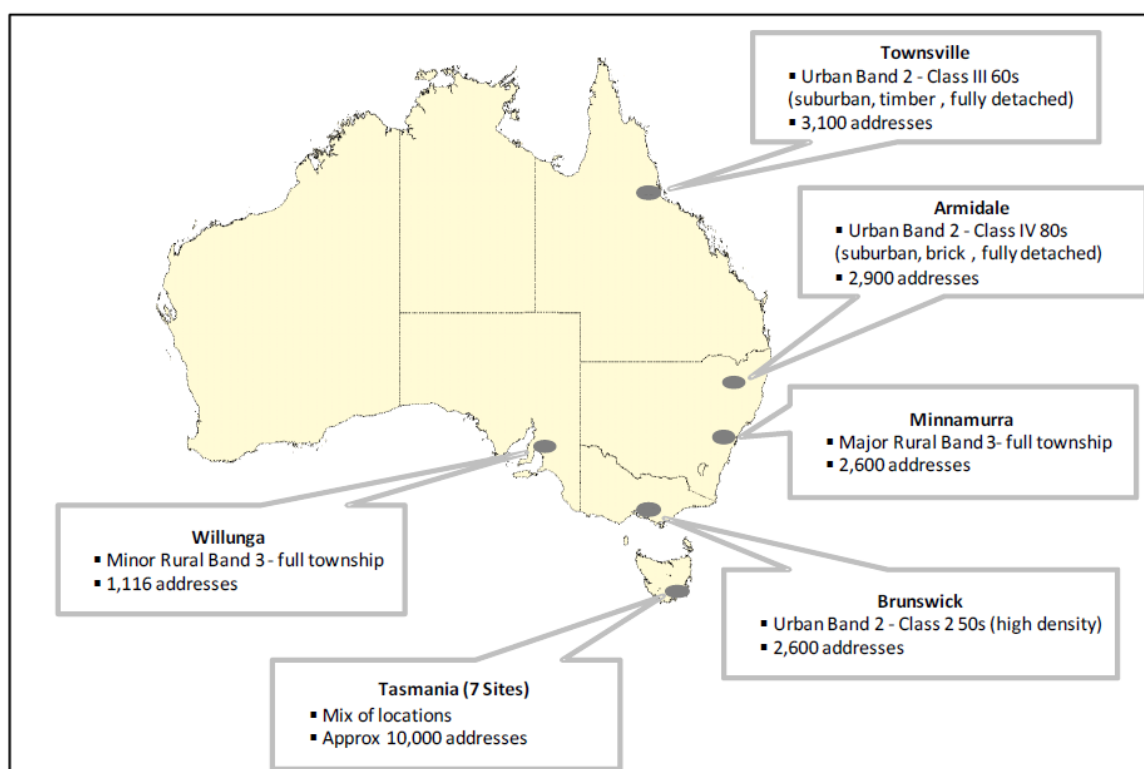 Townsville
▪ Urban Band 2 - Class III 60s
(suburban, timber , fully detached)
▪ 3,100 addresses
Armidale
▪ Urban Band 2 - Class IV 80s
(suburban, brick , fully detached)
▪ 2,900 addresses
Minnamurra
▪ Major Rural Band 3- full township
▪ 2,600 addresses
Willunga
▪ Minor Rural Band 3 - full township
▪ 1,116 addresses
Brunswick
▪ Urban Band 2 - Class 2 50s (high density)
▪ 2,600 addresses
Tasmania (7 Sites)
▪ Mix of locations
▪ Approx 10,000 addresses